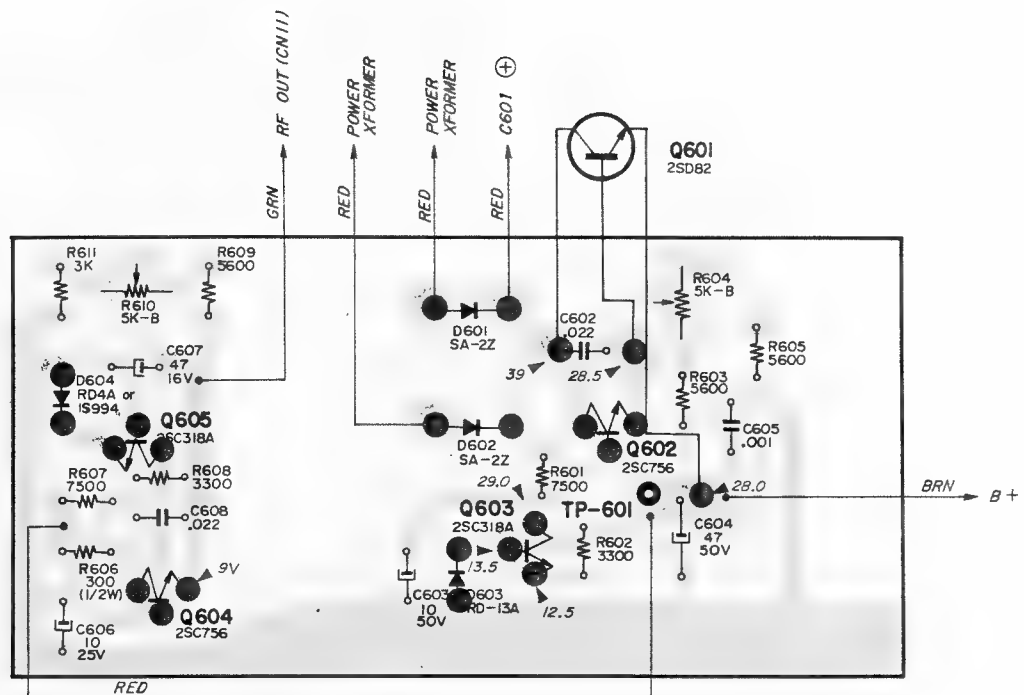 RF OUT (CN11)
POWER
XFORMER
POWER
XFORMER
C601 ⊕
GRN
RED
RED
RED
Q601
2SD82
R611
3K
R610
5K-B
R609
5600
D601
SA-2Z
C602
.022
R604
5K-B
R605
5600
C607
47
16V
D604
RD4A or
1S994
39
28.5
R603
5600
C605
.001
Q605
2SC318A
D602
SA-2Z
Q602
2SC756
R607
7500
R608
3300
R601
7500
29.0
28.0
BRN
B+
C608
.022
Q603
2SC318A
TP-601
C604
47
50V
R606
300
(1/2W)
9V
13.5
R602
3300
Q604
2SC756
C603
10
50V
D603
RD-13A
12.5
C606
10
25V
RED